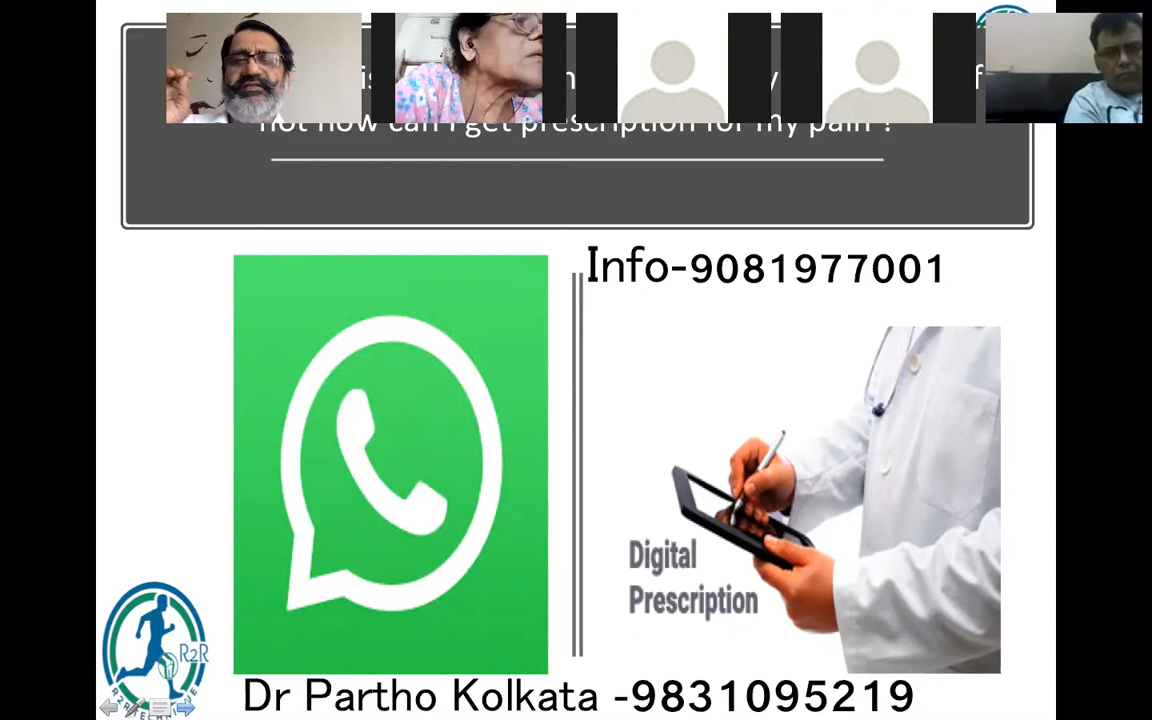 not how can I get prescription for my pain ?
Info-9081977001
Digital
Prescription
R2R
Dr Partho Kolkata -9831095219